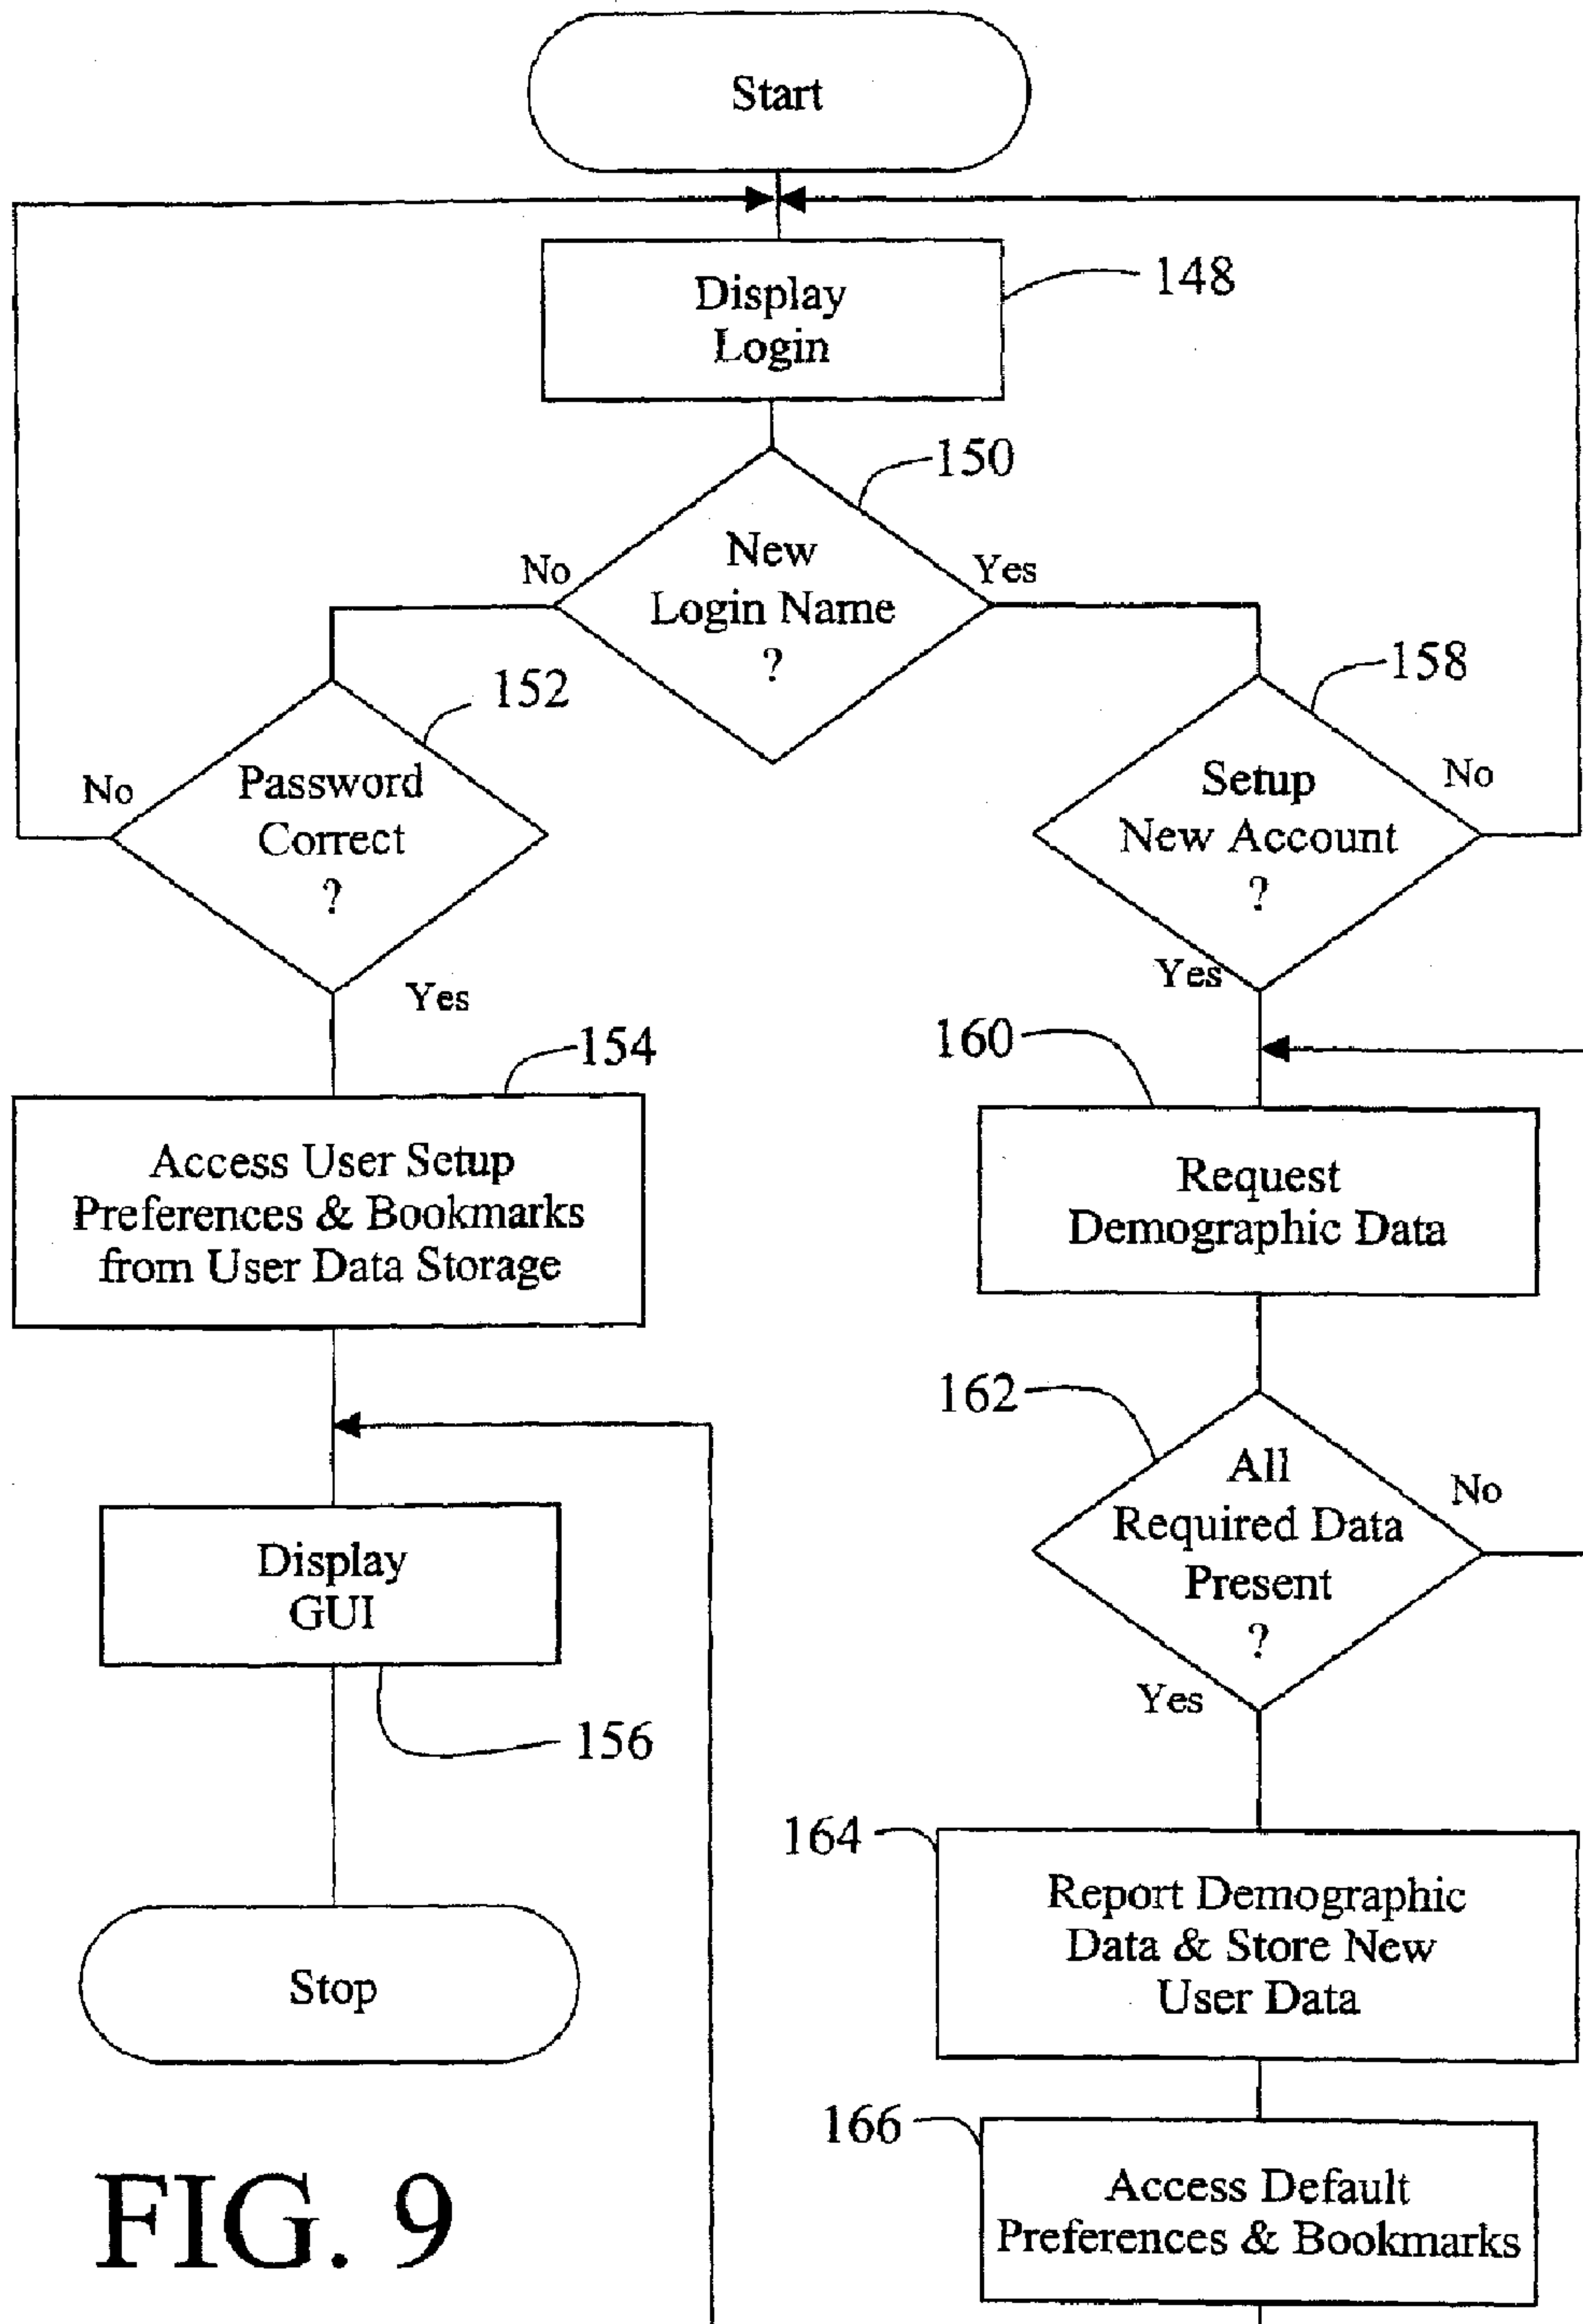 Start
Display
Login
148
150
New
Login Name
?
No
Yes
152
158
Password
Correct
?
No
Yes
Setup
New Account
?
No
Yes
154
Access User Setup
Preferences & Bookmarks
from User Data Storage
160
Request
Demographic Data
162
All
Required Data
Present
?
No
Yes
Display
GUI
156
164
Report Demographic
Data & Store New
User Data
Stop
166
Access Default
Preferences & Bookmarks
FIG. 9